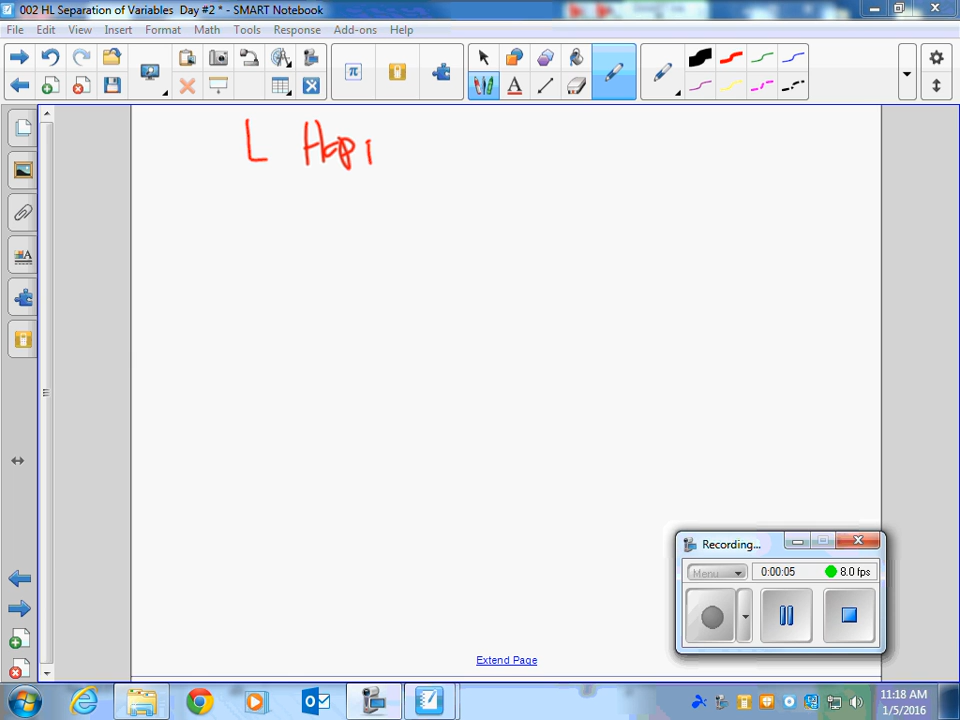 002 HL Separation of Variables Day #2 * - SMART Notebook
File Edit View Insert Format Math Tools Response Add-ons Help
L Hopi
Recording...
Menu 0:00:05 8.0 fps
Extend Page
11:18 AM
1/5/2016